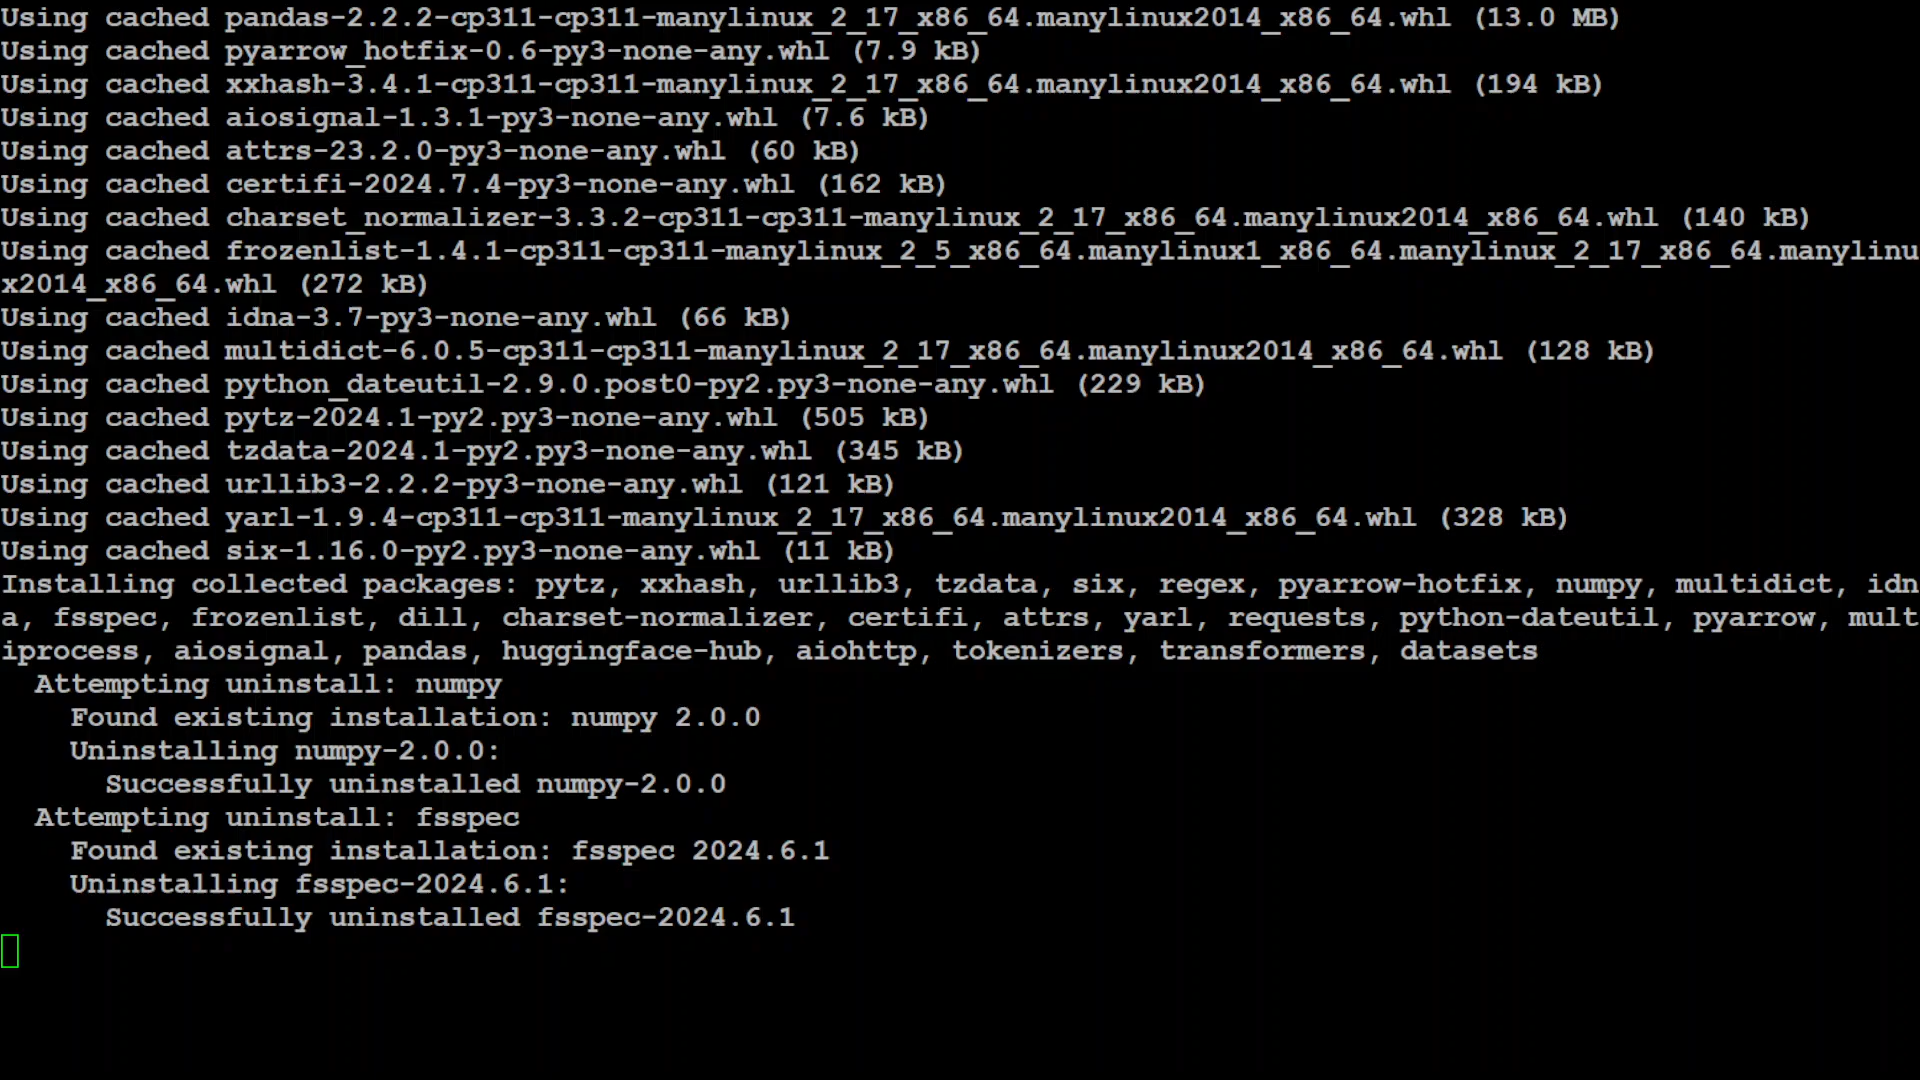 Using cached pandas-2.2.2-cp311-cp311-manylinux_2_17_x86_64.manylinux2014_x86_64.whl (13.0 MB)
Using cached pyarrow_hotfix-0.6-py3-none-any.whl (7.9 kB)
Using cached xxhash-3.4.1-cp311-cp311-manylinux_2_17_x86_64.manylinux2014_x86_64.whl (194 kB)
Using cached aiosignal-1.3.1-py3-none-any.whl (7.6 kB)
Using cached attrs-23.2.0-py3-none-any.whl (60 kB)
Using cached certifi-2024.7.4-py3-none-any.whl (162 kB)
Using cached charset_normalizer-3.3.2-cp311-cp311-manylinux_2_17_x86_64.manylinux2014_x86_64.whl (140 kB)
Using cached frozenlist-1.4.1-cp311-cp311-manylinux_2_5_x86_64.manylinux1_x86_64.manylinux_2_17_x86_64.manylinu
x2014_x86_64.whl (272 kB)
Using cached idna-3.7-py3-none-any.whl (66 kB)
Using cached multidict-6.0.5-cp311-cp311-manylinux_2_17_x86_64.manylinux2014_x86_64.whl (128 kB)
Using cached python_dateutil-2.9.0.post0-py2.py3-none-any.whl (229 kB)
Using cached pytz-2024.1-py2.py3-none-any.whl (505 kB)
Using cached tzdata-2024.1-py2.py3-none-any.whl (345 kB)
Using cached urllib3-2.2.2-py3-none-any.whl (121 kB)
Using cached yarl-1.9.4-cp311-cp311-manylinux_2_17_x86_64.manylinux2014_x86_64.whl (328 kB)
Using cached six-1.16.0-py2.py3-none-any.whl (11 kB)
Installing collected packages: pytz, xxhash, urllib3, tzdata, six, regex, pyarrow-hotfix, numpy, multidict, idn
a, fsspec, frozenlist, dill, charset-normalizer, certifi, attrs, yarl, requests, python-dateutil, pyarrow, mult
iprocess, aiosignal, pandas, huggingface-hub, aiohttp, tokenizers, transformers, datasets
  Attempting uninstall: numpy
    Found existing installation: numpy 2.0.0
    Uninstalling numpy-2.0.0:
      Successfully uninstalled numpy-2.0.0
  Attempting uninstall: fsspec
    Found existing installation: fsspec 2024.6.1
    Uninstalling fsspec-2024.6.1:
      Successfully uninstalled fsspec-2024.6.1